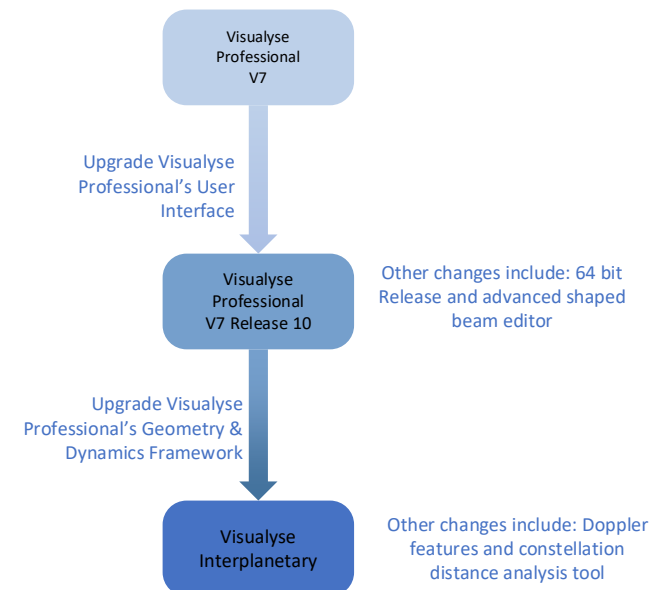 Visualyse
Professional
V7
Upgrade Visualyse
Professional’s User
Interface
Visualyse
Professional
V7 Release 10
Other changes include: 64 bit
Release and advanced shaped
beam editor
Upgrade Visualyse
Professional’s Geometry &
Dynamics Framework
Visualyse
Interplanetary
Other changes include: Doppler
features and constellation
distance analysis tool